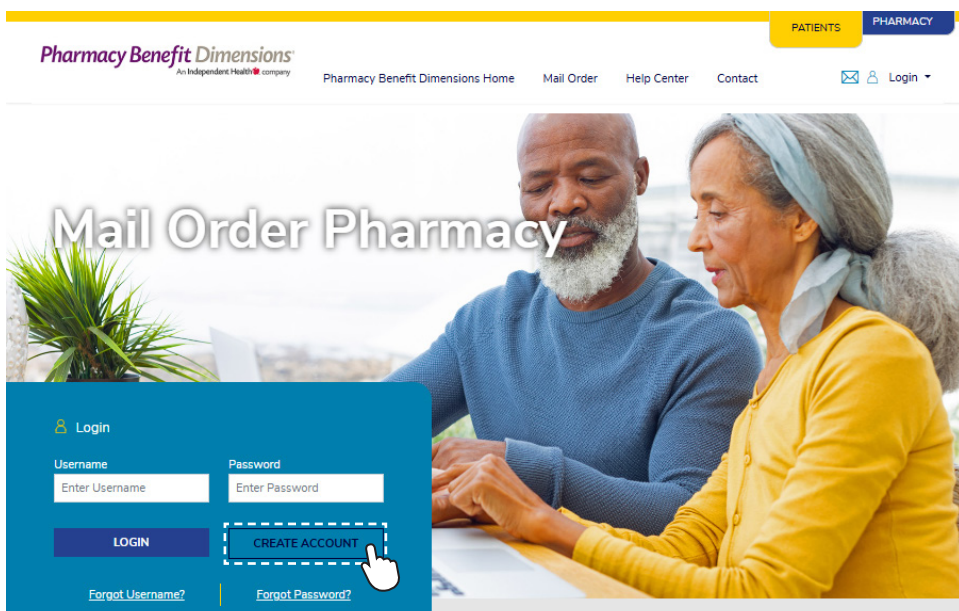 PATIENTS
PHARMACY
Pharmacy Benefit Dimensions
An Independent Health company
Pharmacy Benefit Dimensions Home
Mail Order
Help Center
Contact
Login
Mail Order Pharmacy
Login
Username
Password
Enter Username
Enter Password
LOGIN
CREATE ACCOUNT
Forgot Username?
Forgot Password?